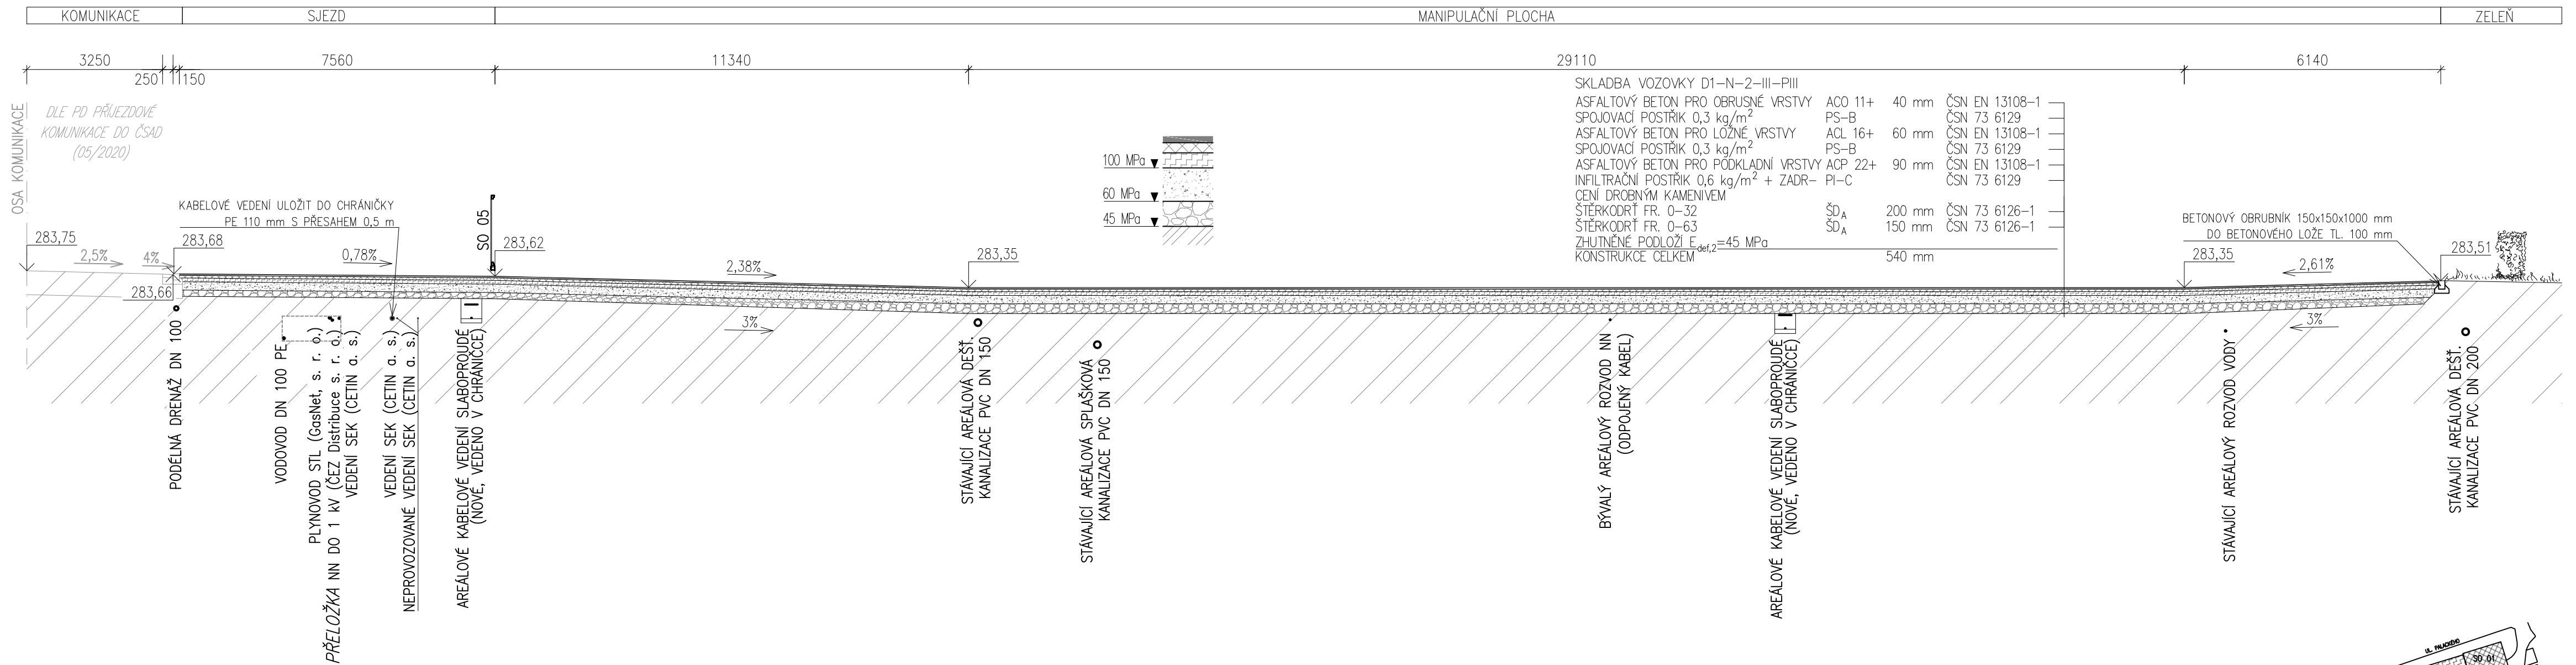 KOMUNIKACE
SJEZD
MANIPULAČNÍ PLOCHA
ZELEŇ
3250
250
150
7560
11340
29110
6140
OSA KOMUNIKACE
DLE PD PŘÍJEZDOVÉ
KOMUNIKACE DO ČSAD
(05/2020)
SKLADBA VOZOVKY D1-N-2-III-PIII
ASFALTOVÝ BETON PRO OBRUSNÉ VRSTVY ACO 11+ 40 mm ČSN EN 13108-1
SPOJOVACÍ POSTŘIK 0,3 kg/m² PS-B ČSN 73 6129
ASFALTOVÝ BETON PRO LOŽNÉ VRSTVY ACL 16+ 60 mm ČSN EN 13108-1
SPOJOVACÍ POSTŘIK 0,3 kg/m² PS-B ČSN 73 6129
ASFALTOVÝ BETON PRO PODKLADNÍ VRSTVY ACP 22+ 90 mm ČSN EN 13108-1
INFILTRAČNÍ POSTŘIK 0,6 kg/m² + ZADR- PI-C ČSN 73 6129
CENÍ DROBNÝM KAMENIVEM
ŠTĚRKODRŤ FR. 0-32 ŠDA 200 mm ČSN 73 6126-1
ŠTĚRKODRŤ FR. 0-63 ŠDA 150 mm ČSN 73 6126-1
ZHUTNĚNÉ PODLOŽÍ Edef,2=45 MPa
KONSTRUKCE CELKEM 540 mm
100 MPa
60 MPa
45 MPa
KABELOVÉ VEDENÍ ULOŽIT DO CHRÁNIČKY
PE 110 mm S PŘESAHEM 0,5 m
SO 05
BETONOVÝ OBRUBNÍK 150x150x1000 mm
DO BETONOVÉHO LOŽE TL. 100 mm
283,75
2,5%
4%
283,68
283,66
0,78%
283,62
2,38%
283,35
283,35
2,61%
283,51
3%
3%
PODÉLNÁ DRENÁŽ DN 100
VODOVOD DN 100 PE
PLYNOVOD STL (GasNet, s. r. o.)
PŘELOŽKA NN DO 1 kV (ČEZ Distribuce s. r. o.)
VEDENÍ SEK (CETIN a. s.)
VEDENÍ SEK (CETIN a. s.)
NEPROVOZOVANÉ VEDENÍ SEK (CETIN a. s.)
AREÁLOVÉ KABELOVÉ VEDENÍ SLABOPROUDÉ
(NOVÉ, VEDENO V CHRÁNIČCE)
STÁVAJÍCÍ AREÁLOVÁ DEŠŤ.
KANALIZACE PVC DN 150
STÁVAJÍCÍ AREÁLOVÁ SPLAŠKOVÁ
KANALIZACE PVC DN 150
BÝVALÝ AREÁLOVÝ ROZVOD NN
(ODPOJENÝ KABEL)
AREÁLOVÉ KABELOVÉ VEDENÍ SLABOPROUDÉ
(NOVÉ, VEDENO V CHRÁNIČCE)
STÁVAJÍCÍ AREÁLOVÝ ROZVOD VODY
STÁVAJÍCÍ AREÁLOVÁ DEŠŤ.
KANALIZACE PVC DN 200
UL. PALACKÉHO
SO 01